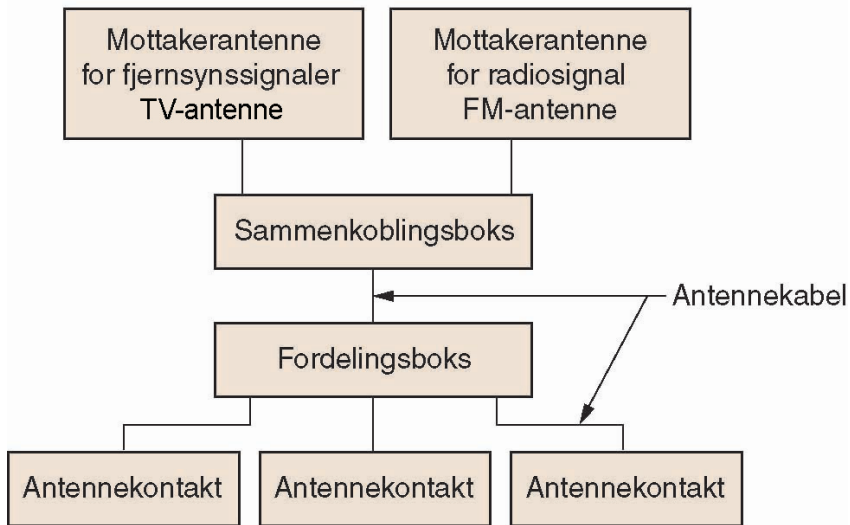 Mottakerantenne
for fjernsynssignaler
TV-antenne
Mottakerantenne
for radiosignal
FM-antenne
Sammenkoblingsboks
Antennekabel
Fordelingsboks
Antennekontakt
Antennekontakt
Antennekontakt